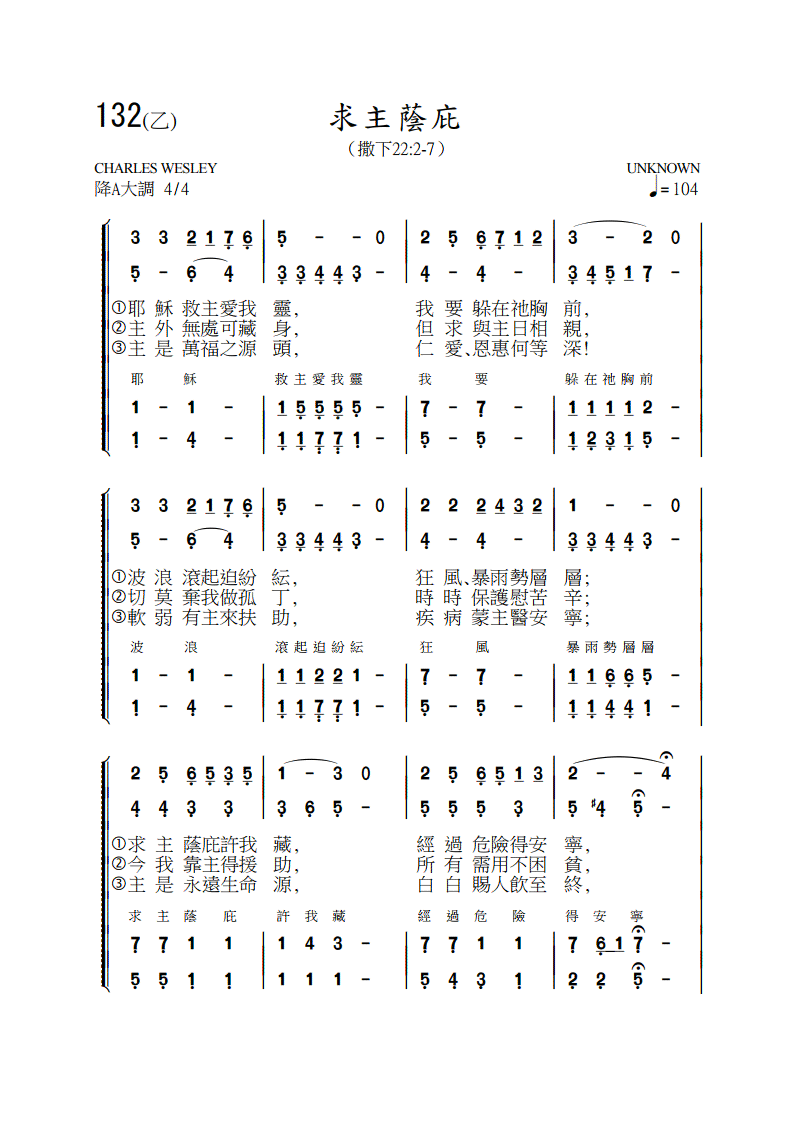 132(乙) 求主蔭庇
（撒下22:2-7）
CHARLES WESLEY UNKNOWN
降A大調 4/4 ♩= 104
3 3 2 1 7 6 5 - - 0 2 5 6 7 1 2 3 - 2 0
5 - 6 4 3 3 4 4 3 - 4 - 4 - 3 4 5 1 7 -
①耶 穌 救主愛我 靈, 我 要 躲在祂胸 前,
②主 外 無處可藏 身, 但 求 與主日相 親,
③主 是 萬福之源 頭, 仁 愛、恩惠何等 深!
耶 穌 救主愛我靈 我 要 躲在祂胸前
1 - 1 - 1 5 5 5 5 - 7 - 7 - 1 1 1 1 2 -
1 - 4 - 1 1 7 7 1 - 5 - 5 - 1 2 3 1 5 -
3 3 2 1 7 6 5 - - 0 2 2 2 4 3 2 1 - - 0
5 - 6 4 3 3 4 4 3 - 4 - 4 - 3 3 4 4 3 -
①波 浪 滾起迫紛 紜, 狂 風、暴雨勢層 層;
②切 莫 棄我做孤 丁, 時 時 保護慰苦 辛;
③軟 弱 有主來扶 助, 疾 病 蒙主醫安 寧;
波 浪 滾起迫紛紜 狂 風 暴雨勢層層
1 - 1 - 1 1 2 2 1 - 7 - 7 - 1 1 6 6 5 -
1 - 4 - 1 1 7 7 1 - 5 - 5 - 1 1 4 4 1 -
2 5 6 5 3 5 1 - 3 0 2 5 6 5 1 3 2 - - 4
4 4 3 3 3 6 5 - 5 5 5 3 5 #4 5 -
①求 主 蔭庇許我 藏, 經 過 危險得安 寧,
②今 我 靠主得援 助, 所 有 需用不困 貧,
③主 是 永遠生命 源, 白 白 賜人飲至 終,
求 主 蔭 庇 許 我 藏 經 過 危 險 得 安 寧
7 7 1 1 1 4 3 - 7 7 1 1 7 6 1 7 -
5 5 1 1 1 1 1 - 5 4 3 1 2 2 5 -